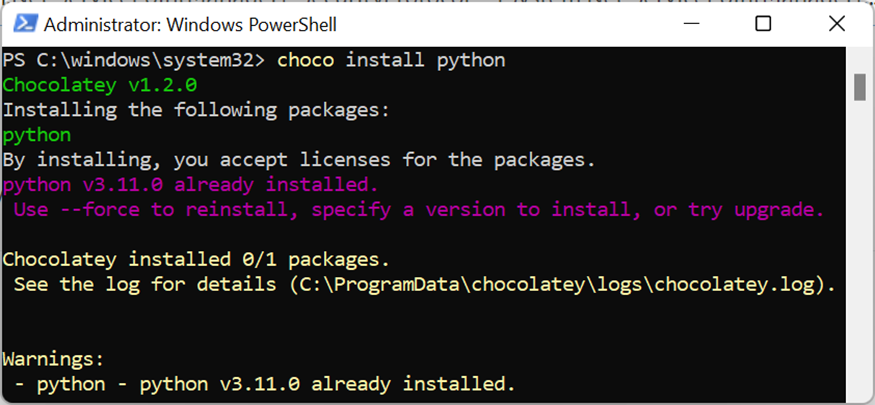 Administrator: Windows PowerShell
PS C:\windows\system32> choco install python
Chocolatey v1.2.0
Installing the following packages:
python
By installing, you accept licenses for the packages.
python v3.11.0 already installed.
 Use --force to reinstall, specify a version to install, or try upgrade.

Chocolatey installed 0/1 packages.
 See the log for details (C:\ProgramData\chocolatey\logs\chocolatey.log).

Warnings:
 - python - python v3.11.0 already installed.